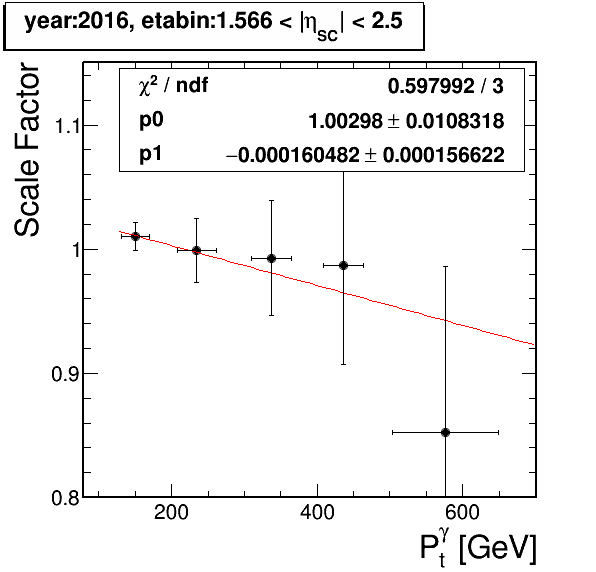 year:2016, etabin:1.566 < |η_SC| < 2.5
χ² / ndf 0.597992 / 3
p0 1.00298 ± 0.0108318
p1 −0.000160482 ± 0.000156622
Scale Factor
1.1
1
0.9
0.8
200 400 600
P_t^γ [GeV]